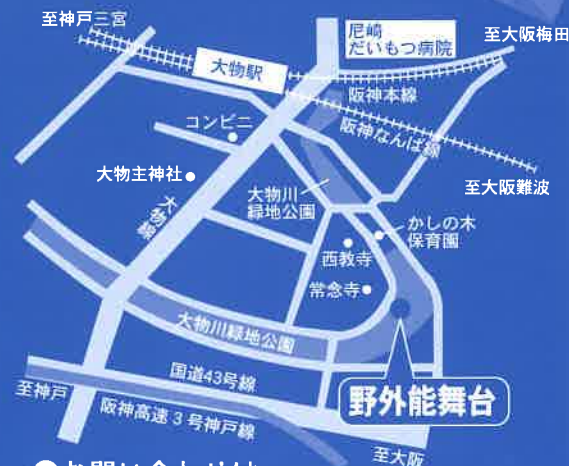 至神戸三宮
尼崎
だいもつ病院
至大阪梅田
大物駅
阪神本線
コンビニ
阪神なんば線
大物主神社
至大阪難波
大物線
大物川
緑地公園
かしの木
保育園
西教寺
常念寺
大物川緑地公園
国道43号線
野外能舞台
至神戸
阪神高速3号神戸線
至大阪